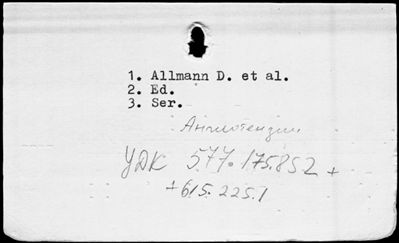 1. Allmann D. et al.
2. Ed.
3. Ser.
Ангиотензин
УДК 577.175.852 +
+615.225.1